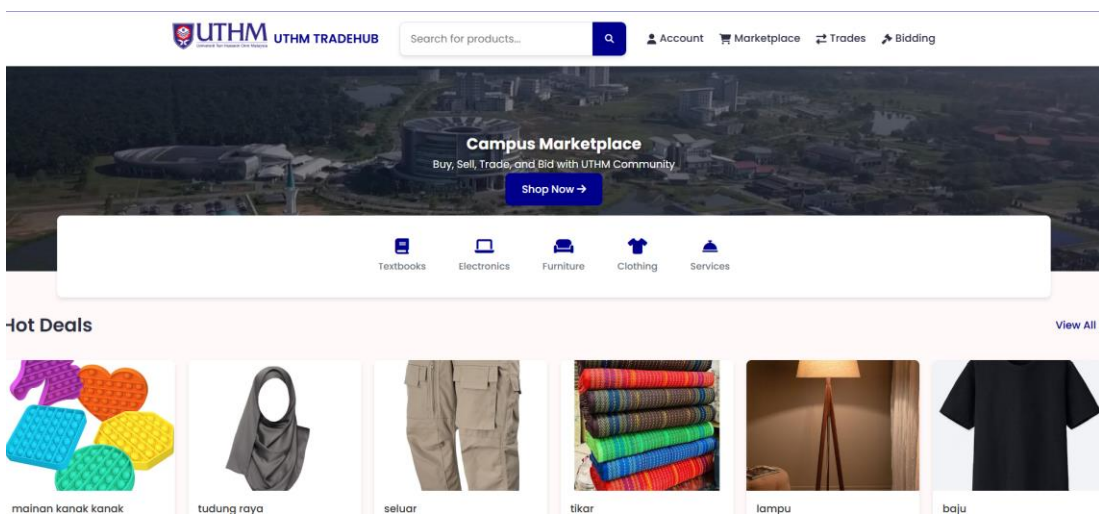 UTHM
UTHM TRADEHUB
Search for products...
Account
Marketplace
Trades
Bidding
Campus Marketplace
Buy, Sell, Trade, and Bid with UTHM Community
Shop Now →
Textbooks
Electronics
Furniture
Clothing
Services
Hot Deals
View All
mainan kanak kanak
tudung raya
seluar
tikar
lampu
baju